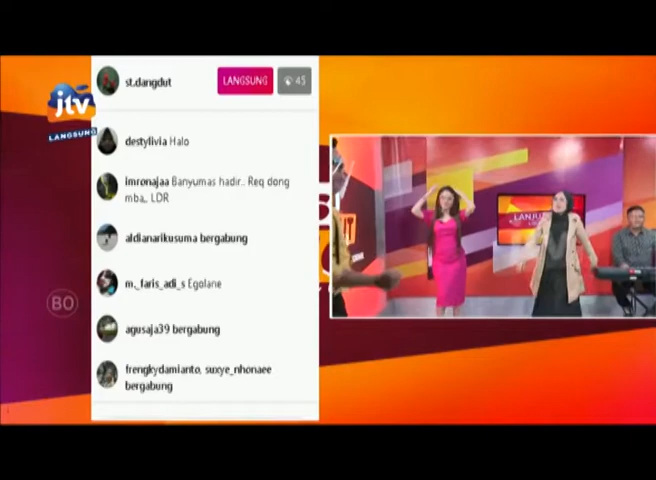 jtv
LANGSUNG
st.dangdut
LANGSUNG
45
destylivia Halo
imronajaa Banyumas hadir.. Req dong
mba,. LDR
aldianarikusuma bergabung
m._faris_adi_s Egolane
agusaja39 bergabung
frengkydamianto, suxye_nhonaee
bergabung
BO
LANJU